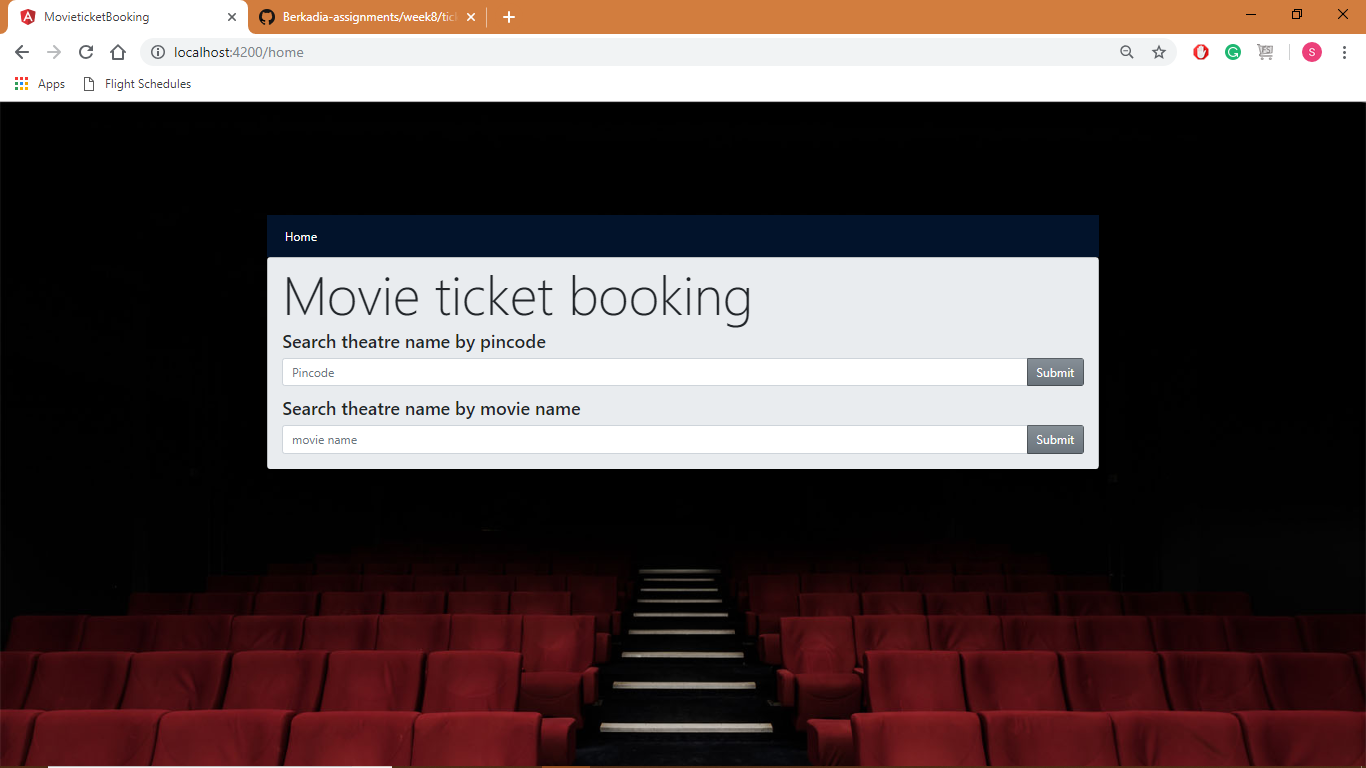 MovieticketBooking
Berkadia-assignments/week8/tick
localhost:4200/home
S
Apps
Flight Schedules
Home
Movie ticket booking
Search theatre name by pincode
Pincode
Submit
Search theatre name by movie name
movie name
Submit